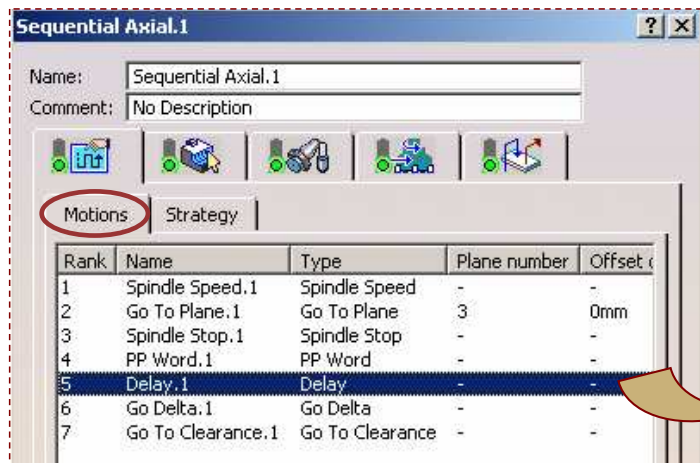 Sequential Axial.1 ? ×
Name: Sequential Axial.1
Comment: No Description
Motions Strategy
Rank Name Type Plane number Offset
1 Spindle Speed.1 Spindle Speed - -
2 Go To Plane.1 Go To Plane 3 0mm
3 Spindle Stop.1 Spindle Stop - -
4 PP Word.1 PP Word - -
5 Delay.1 Delay - -
6 Go Delta.1 Go Delta - -
7 Go To Clearance.1 Go To Clearance - -